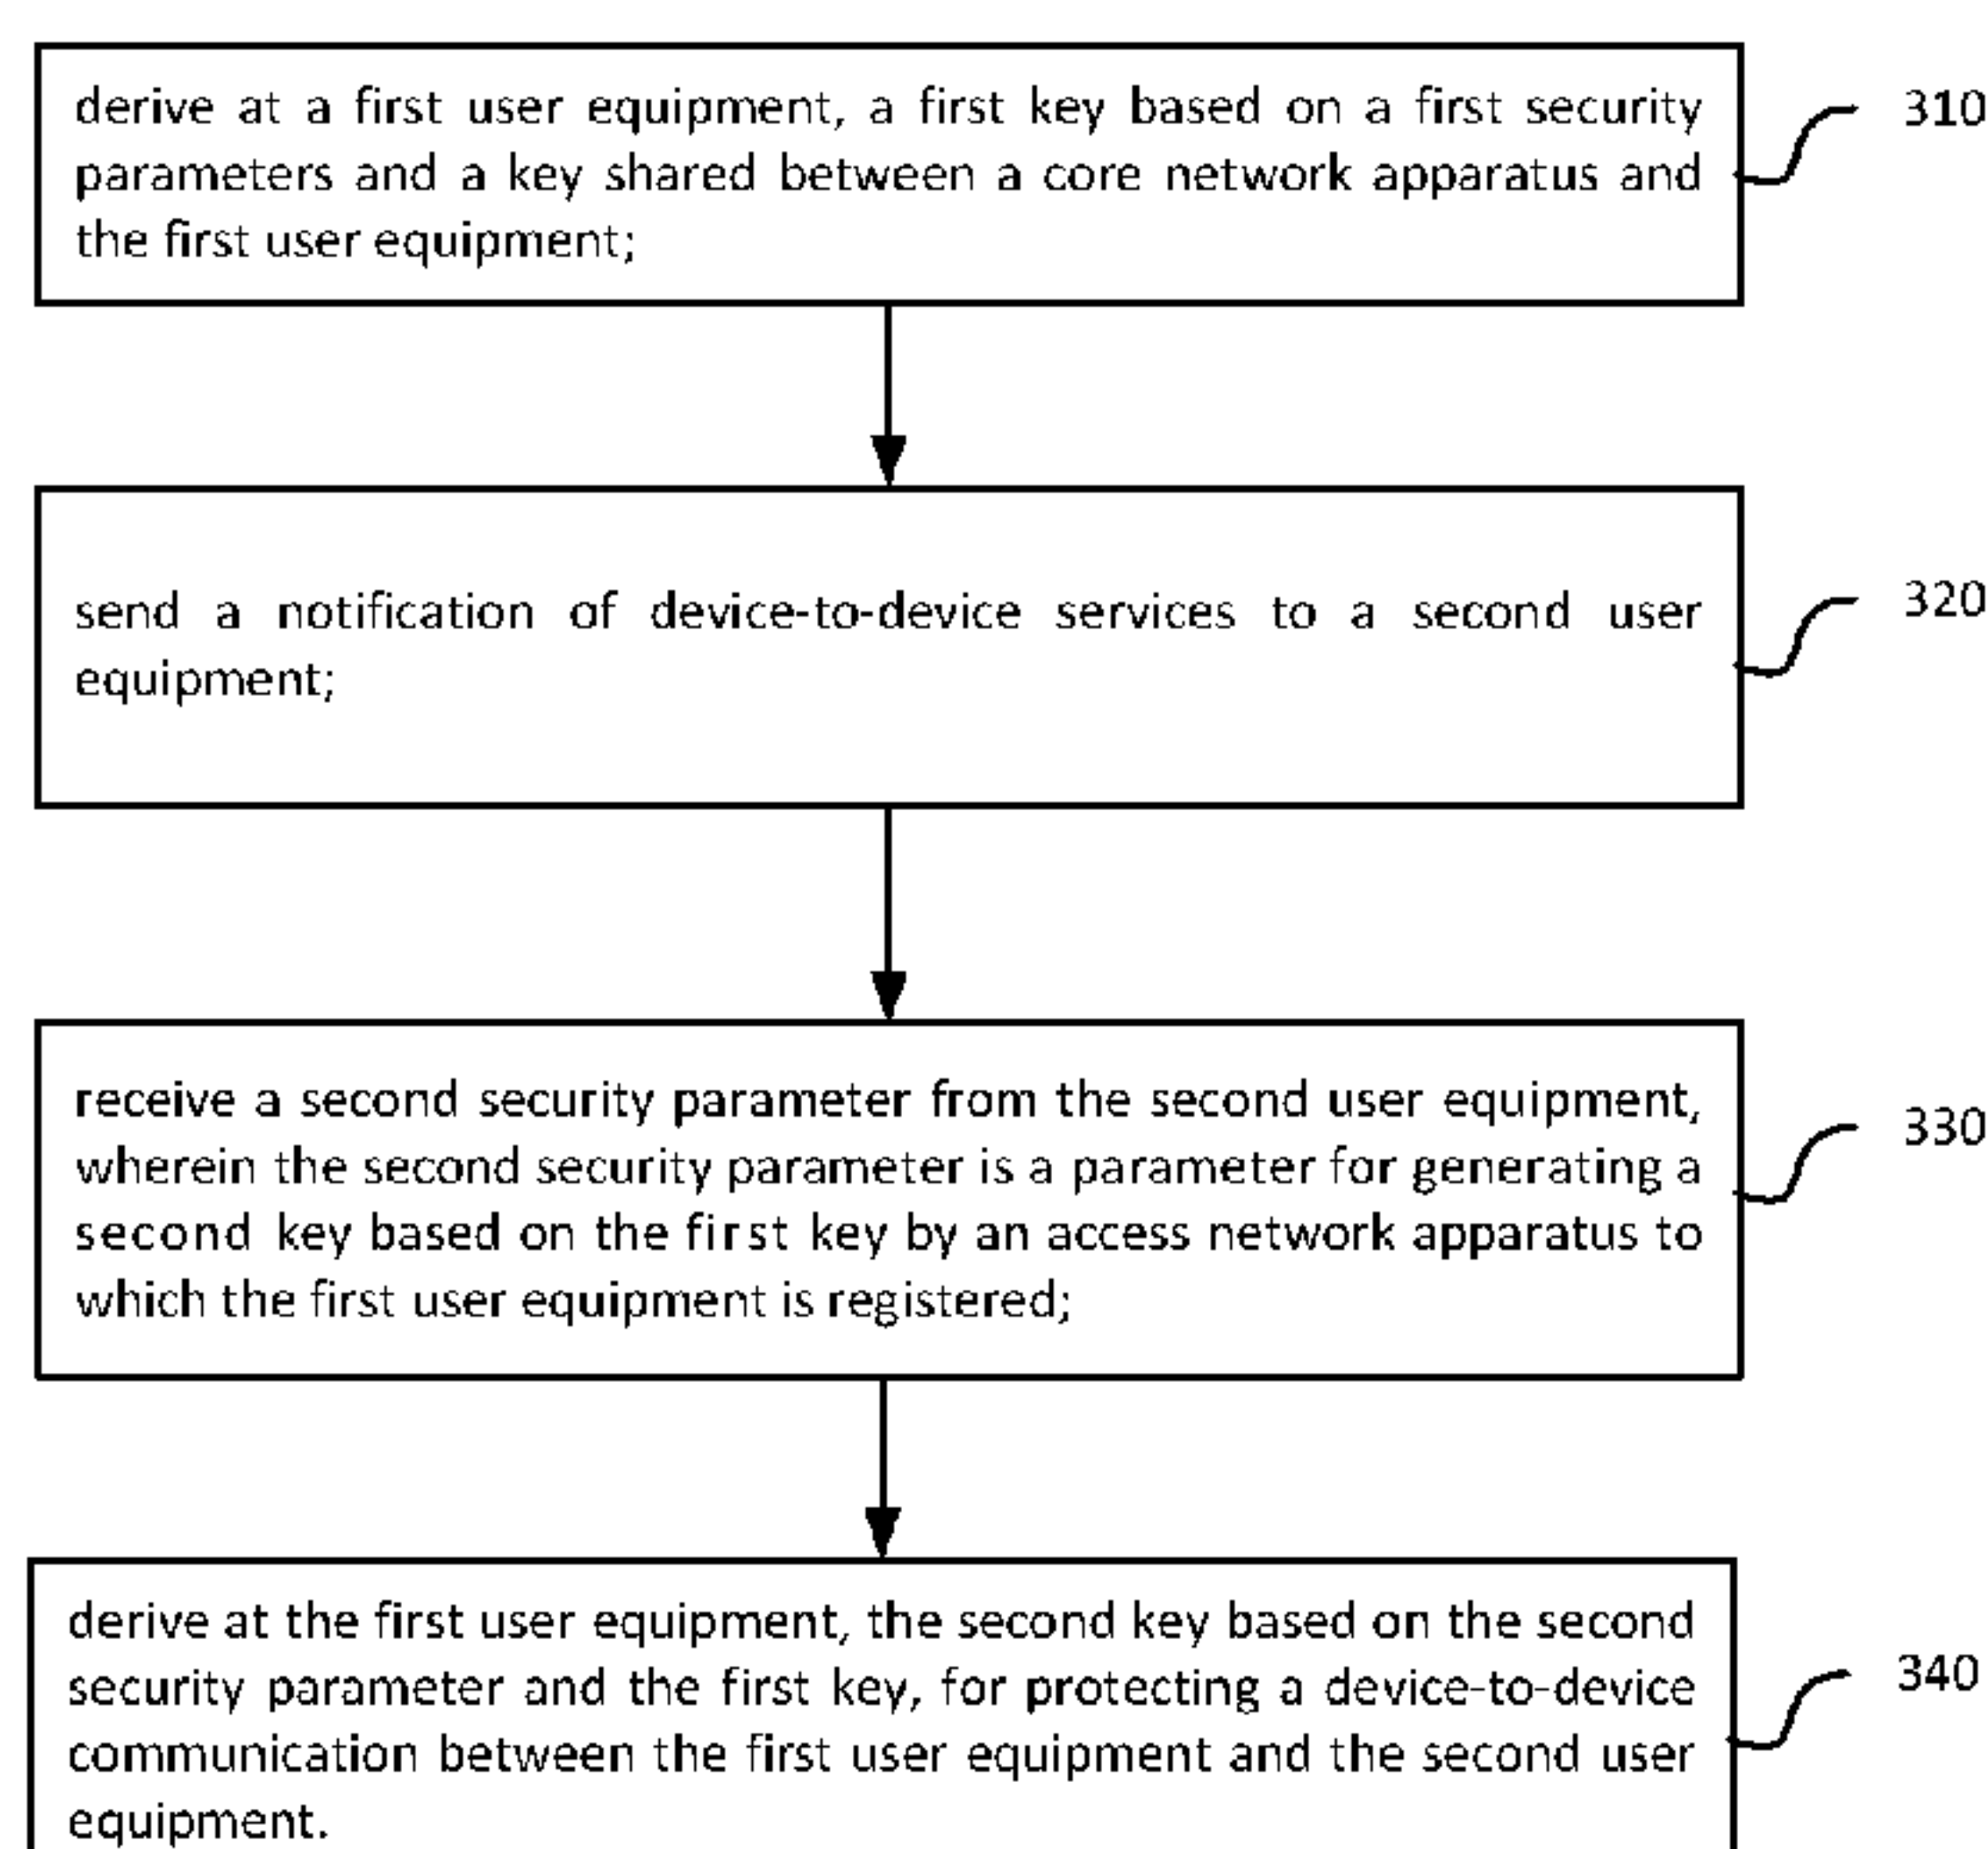 derive at a first user equipment, a first key based on a first security
parameters and a key shared between a core network apparatus and
the first user equipment;
310
send a notification of device-to-device services to a second user
equipment;
320
receive a second security parameter from the second user equipment,
wherein the second security parameter is a parameter for generating a
second key based on the first key by an access network apparatus to
which the first user equipment is registered;
330
derive at the first user equipment, the second key based on the second
security parameter and the first key, for protecting a device-to-device
communication between the first user equipment and the second user
equipment.
340